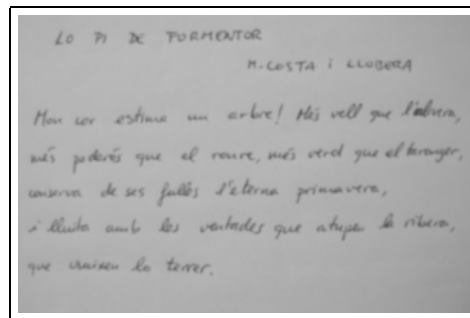 LO PI DE FORMENTOR
M. COSTA i LLOBERA
Mon cor estima un arbre! Més vell que l'olivera,
més poderós que el roure, més verd que el taronger,
conserva de ses fulles l'eterna primavera,
i lluita amb les ventades que atupen la ribera,
que cruixen lo terrer.